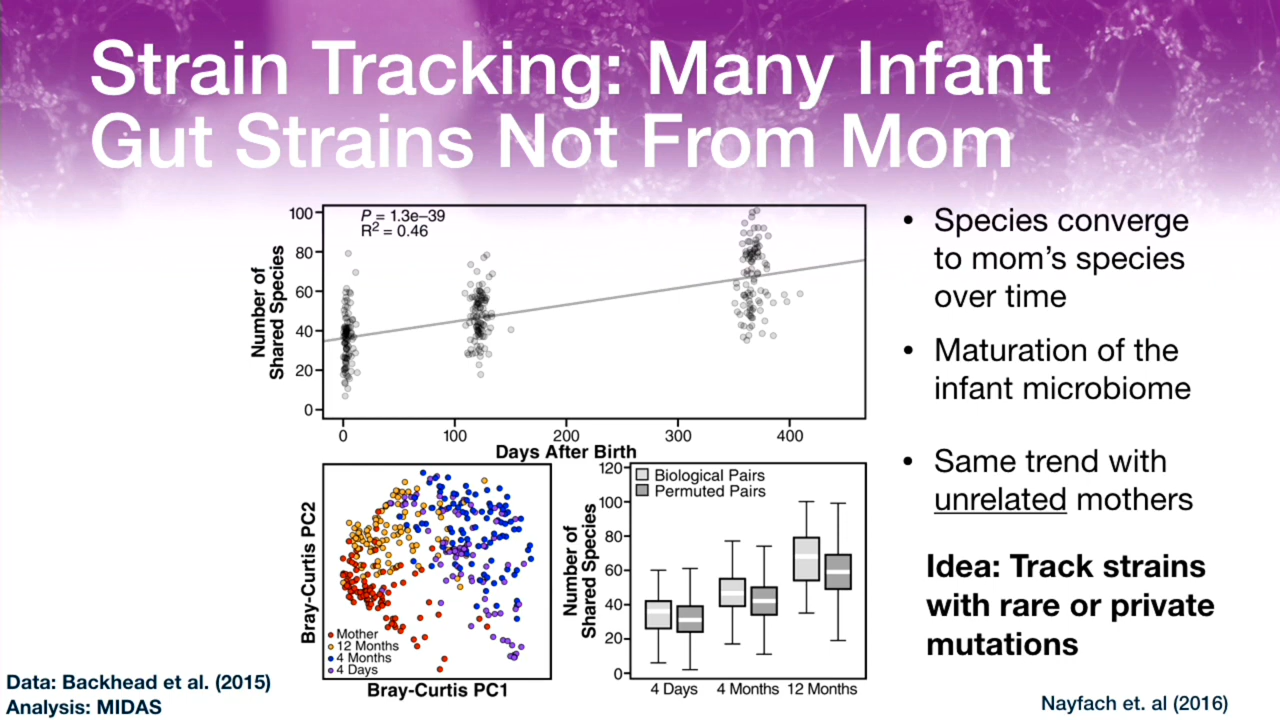 Strain Tracking: Many Infant
Gut Strains Not From Mom
P = 1.3e–39
R2 = 0.46
Number of
Shared Species
100
80
60
40
20
0
0
100
200
300
400
Days After Birth
Bray-Curtis PC2
Mother
12 Months
4 Months
4 Days
Bray-Curtis PC1
Number of
Shared Species
120
100
80
60
40
20
0
Biological Pairs
Permuted Pairs
4 Days
4 Months
12 Months
• Species converge
to mom’s species
over time
• Maturation of the
infant microbiome
• Same trend with
unrelated mothers
Idea: Track strains
with rare or private
mutations
Data: Backhead et al. (2015)
Analysis: MIDAS
Nayfach et. al (2016)